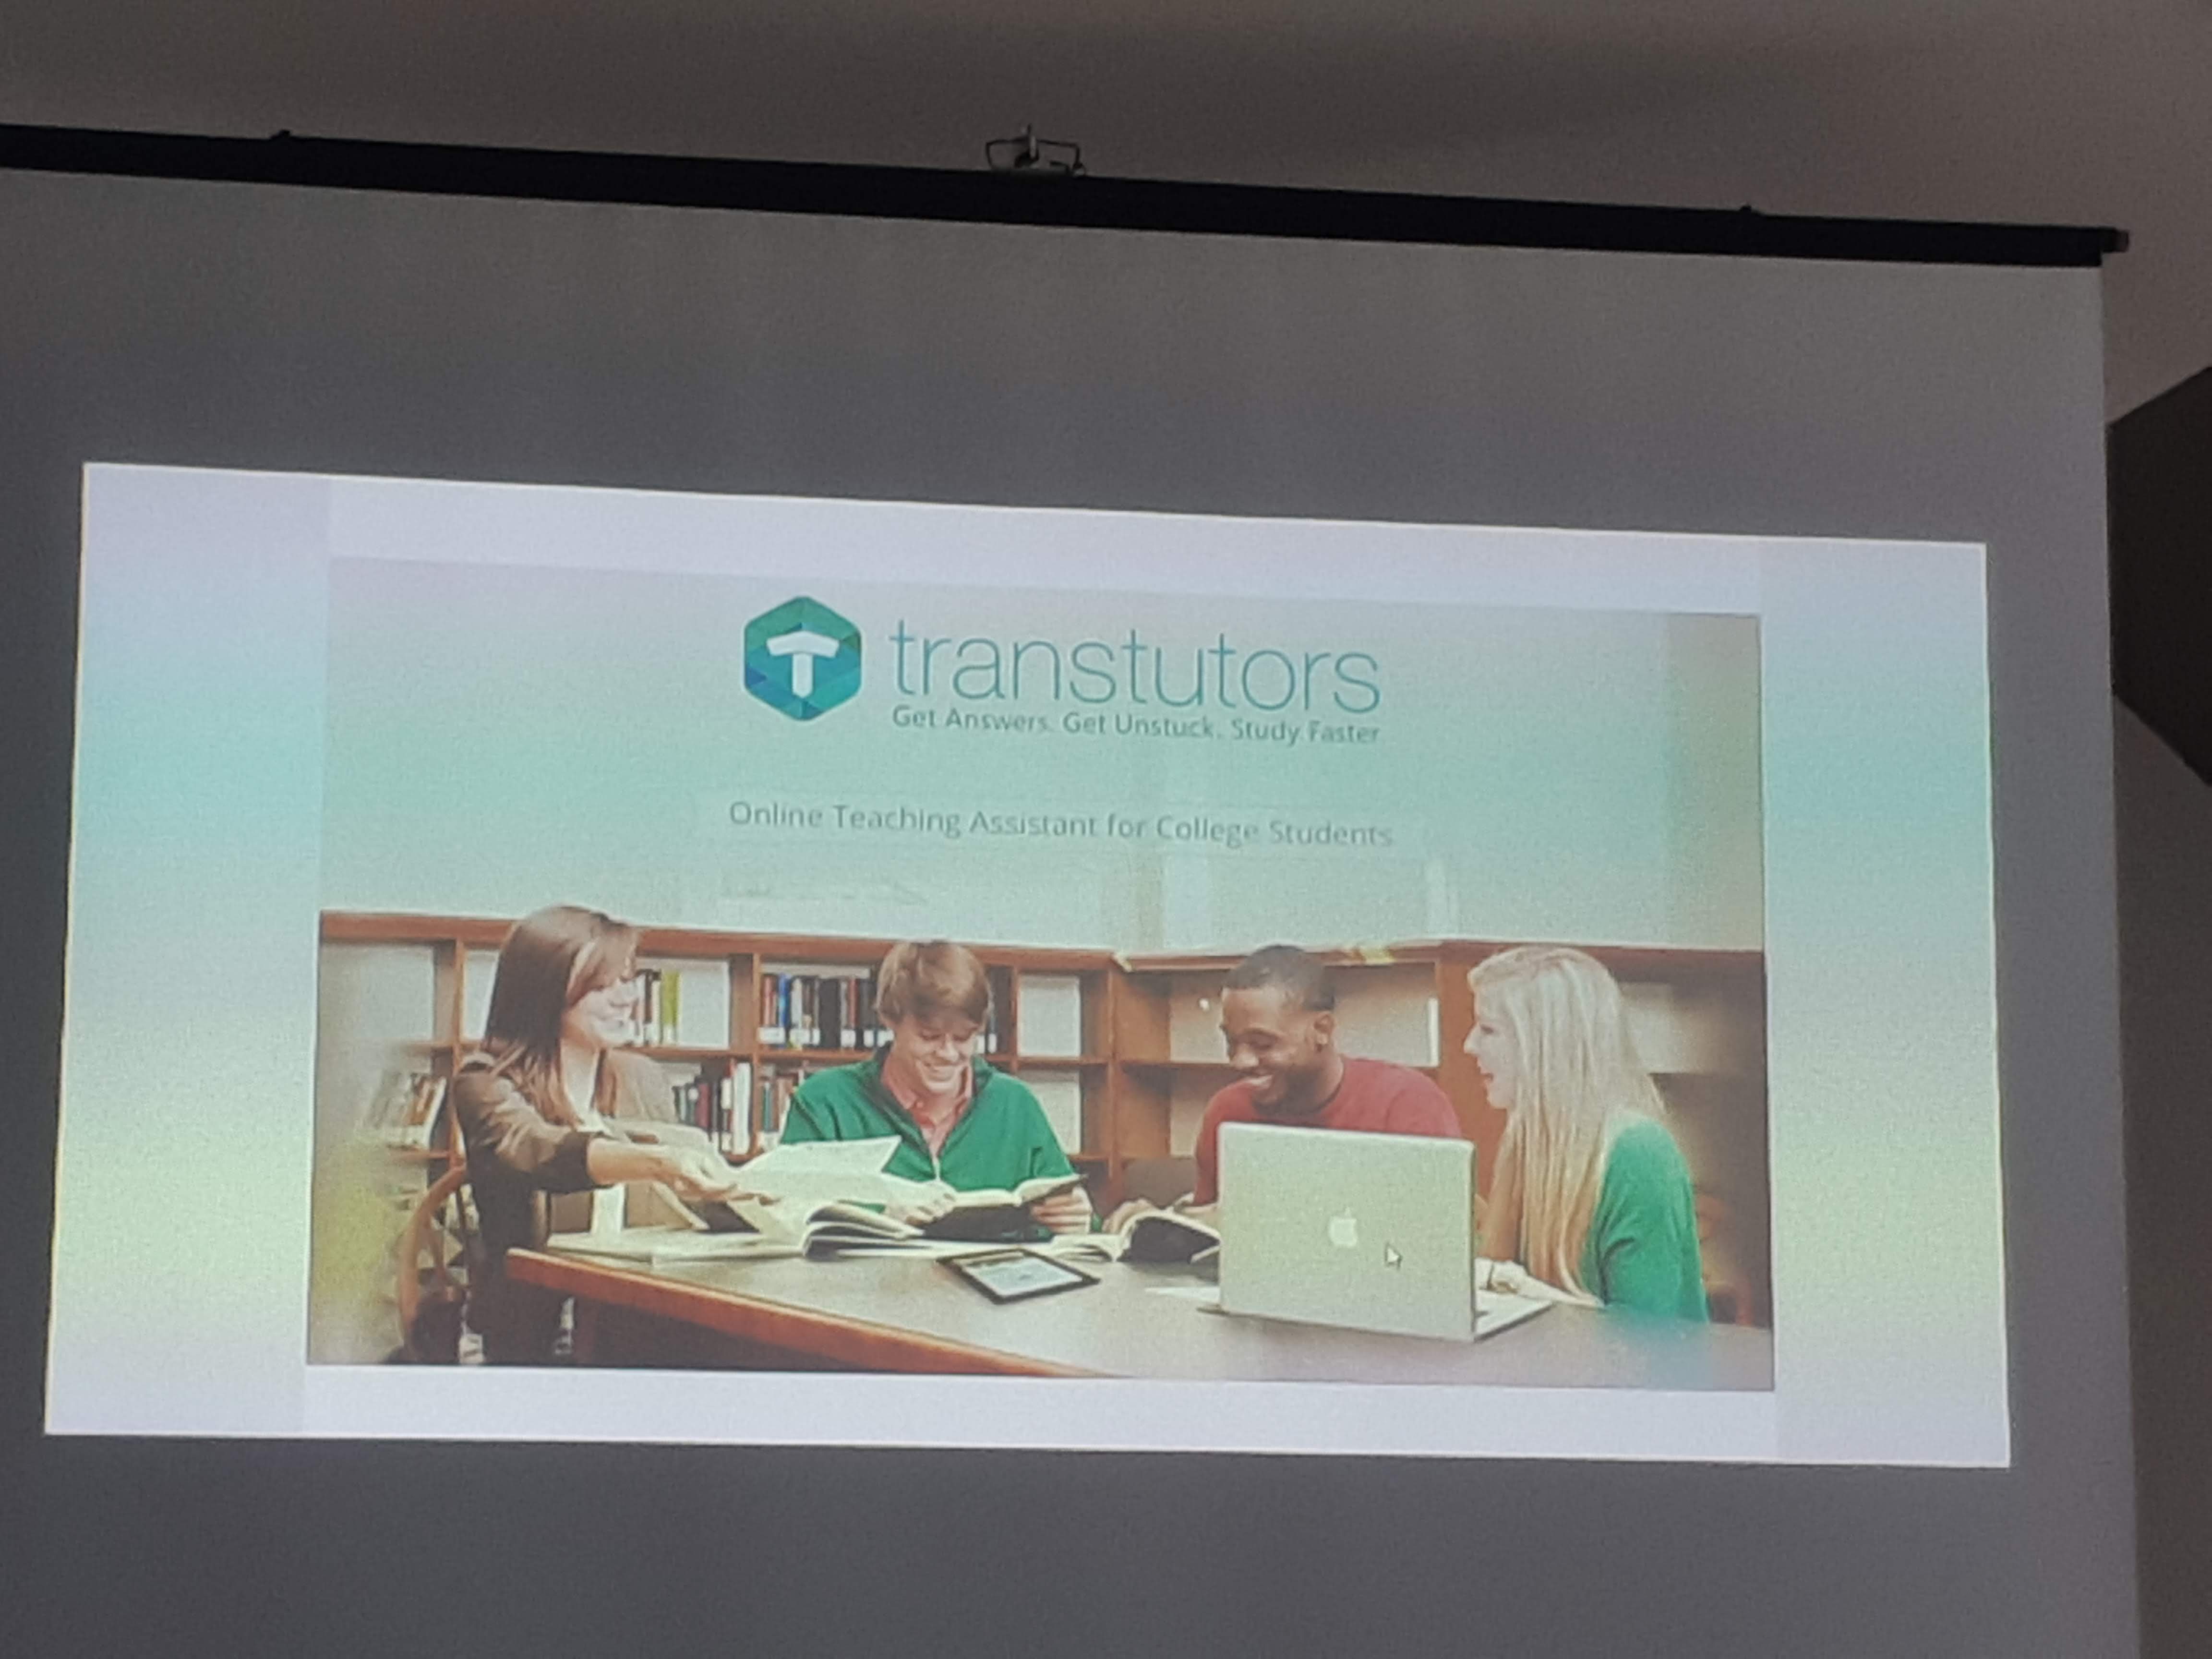 transtutors
Get Answers. Get Unstuck. Study Faster
Online Teaching Assistant for College Students